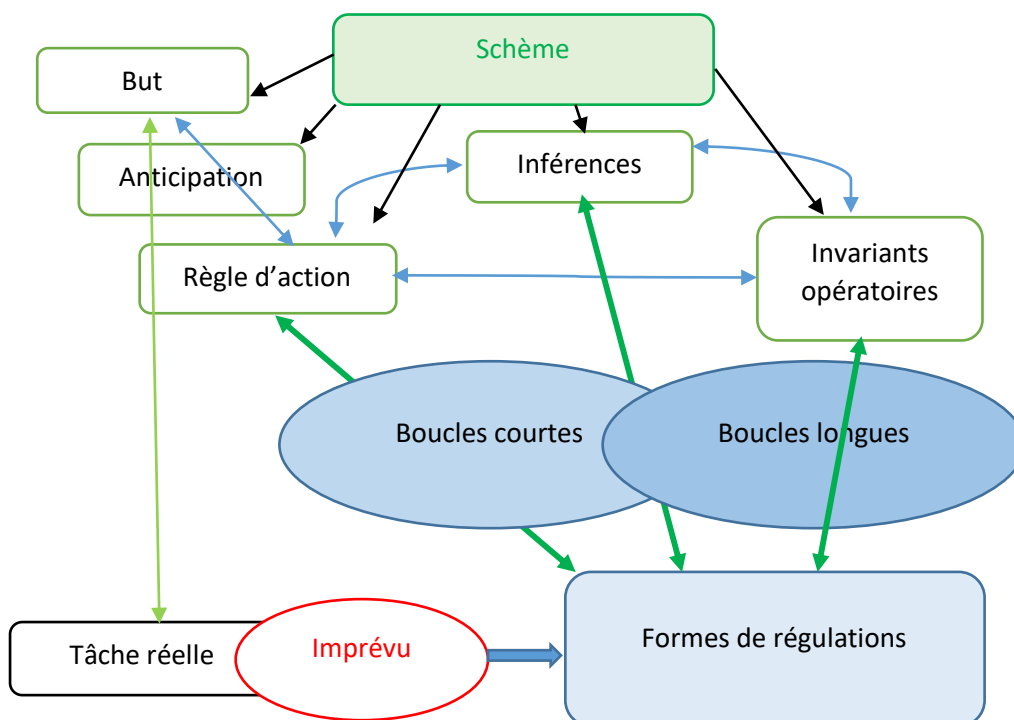 Schème
But
Anticipation
Inférences
Règle d’action
Invariants
opératoires
Boucles courtes
Boucles longues
Tâche réelle
Imprévu
Formes de régulations